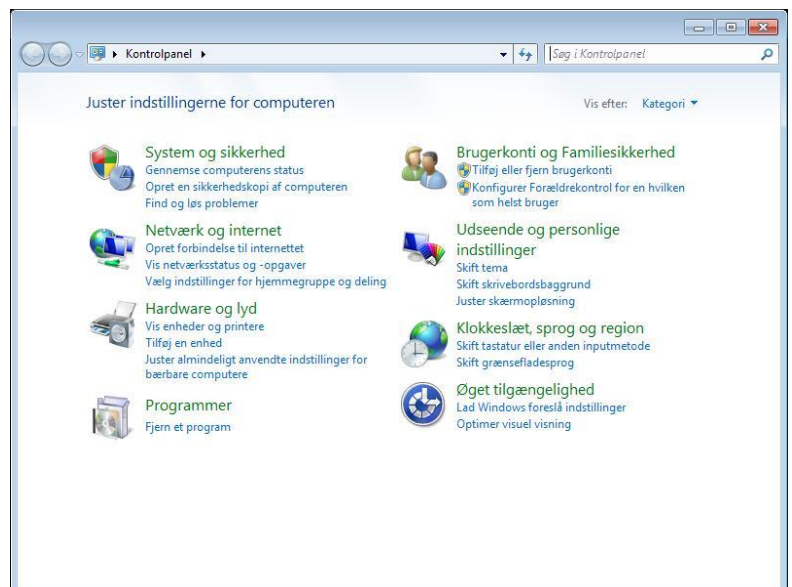 Kontrolpanel
Søg i Kontrolpanel
Juster indstillingerne for computeren
Vis efter: Kategori
System og sikkerhed
Gennemse computerens status
Opret en sikkerhedskopi af computeren
Find og løs problemer
Netværk og internet
Opret forbindelse til internettet
Vis netværksstatus og -opgaver
Vælg indstillinger for hjemmegruppe og deling
Hardware og lyd
Vis enheder og printere
Tilføj en enhed
Juster almindeligt anvendte indstillinger for
bærbare computere
Programmer
Fjern et program
Brugerkonti og Familiesikkerhed
Tilføj eller fjern brugerkonti
Konfigurer Forældrekontrol for en hvilken
som helst bruger
Udseende og personlige
indstillinger
Skift tema
Skift skrivebordsbaggrund
Juster skærmopløsning
Klokkeslæt, sprog og region
Skift tastatur eller anden inputmetode
Skift grænsefladesprog
Øget tilgængelighed
Lad Windows foreslå indstillinger
Optimer visuel visning